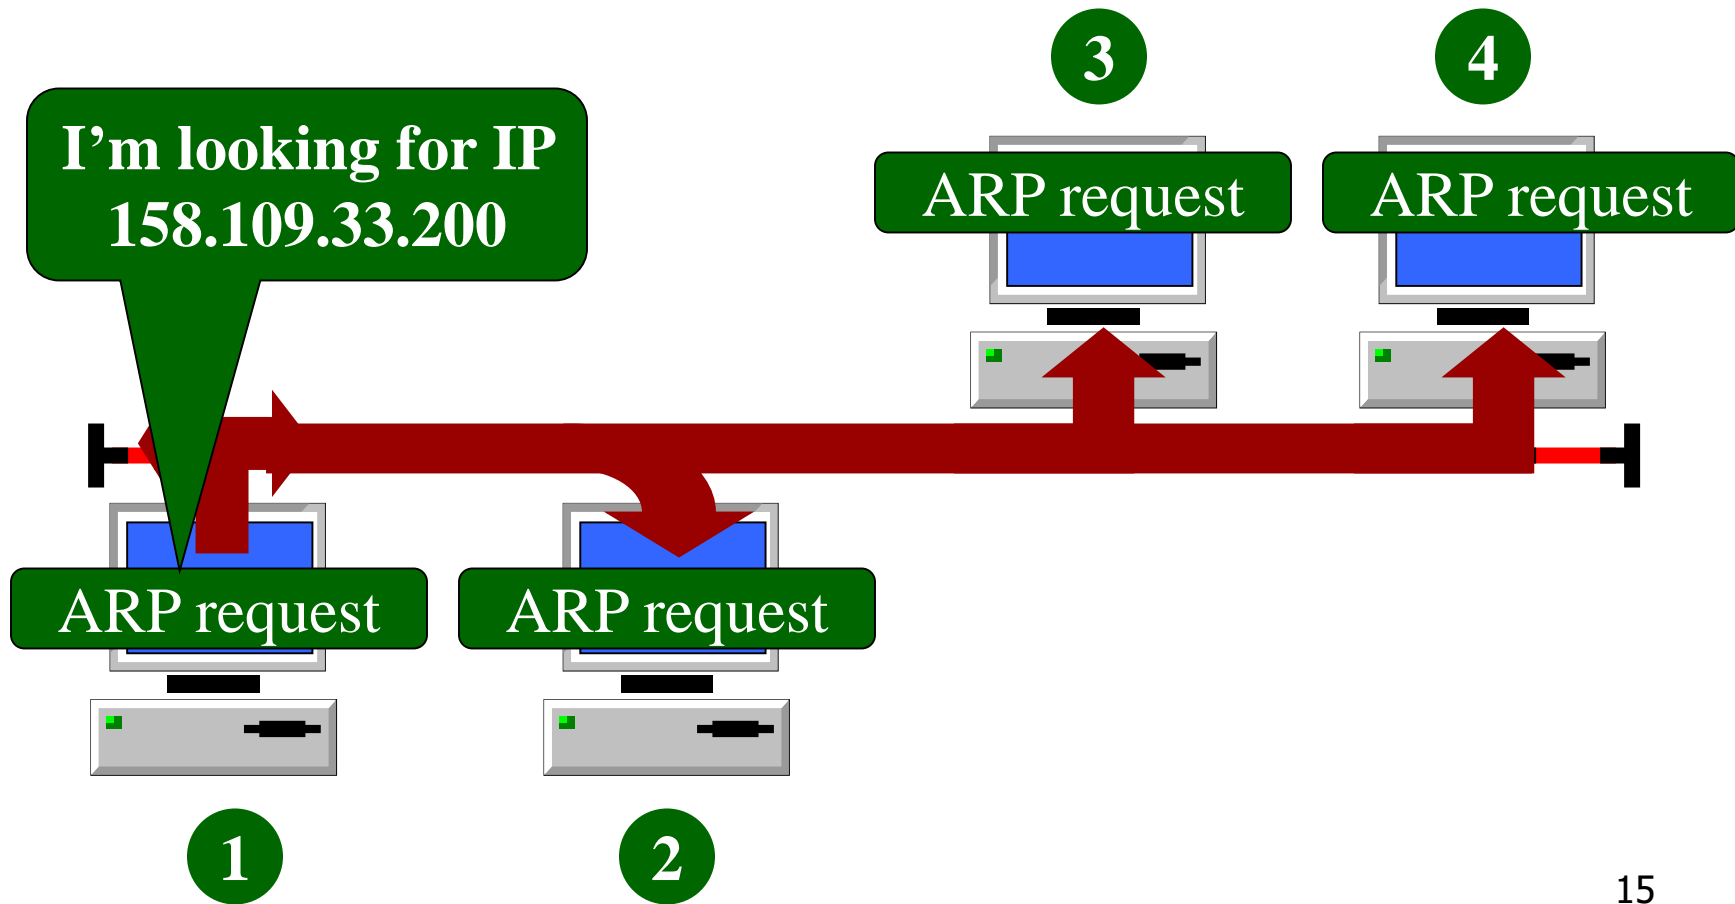 3
4
I’m looking for IP
158.109.33.200
ARP request
ARP request
ARP request
ARP request
1
2
15